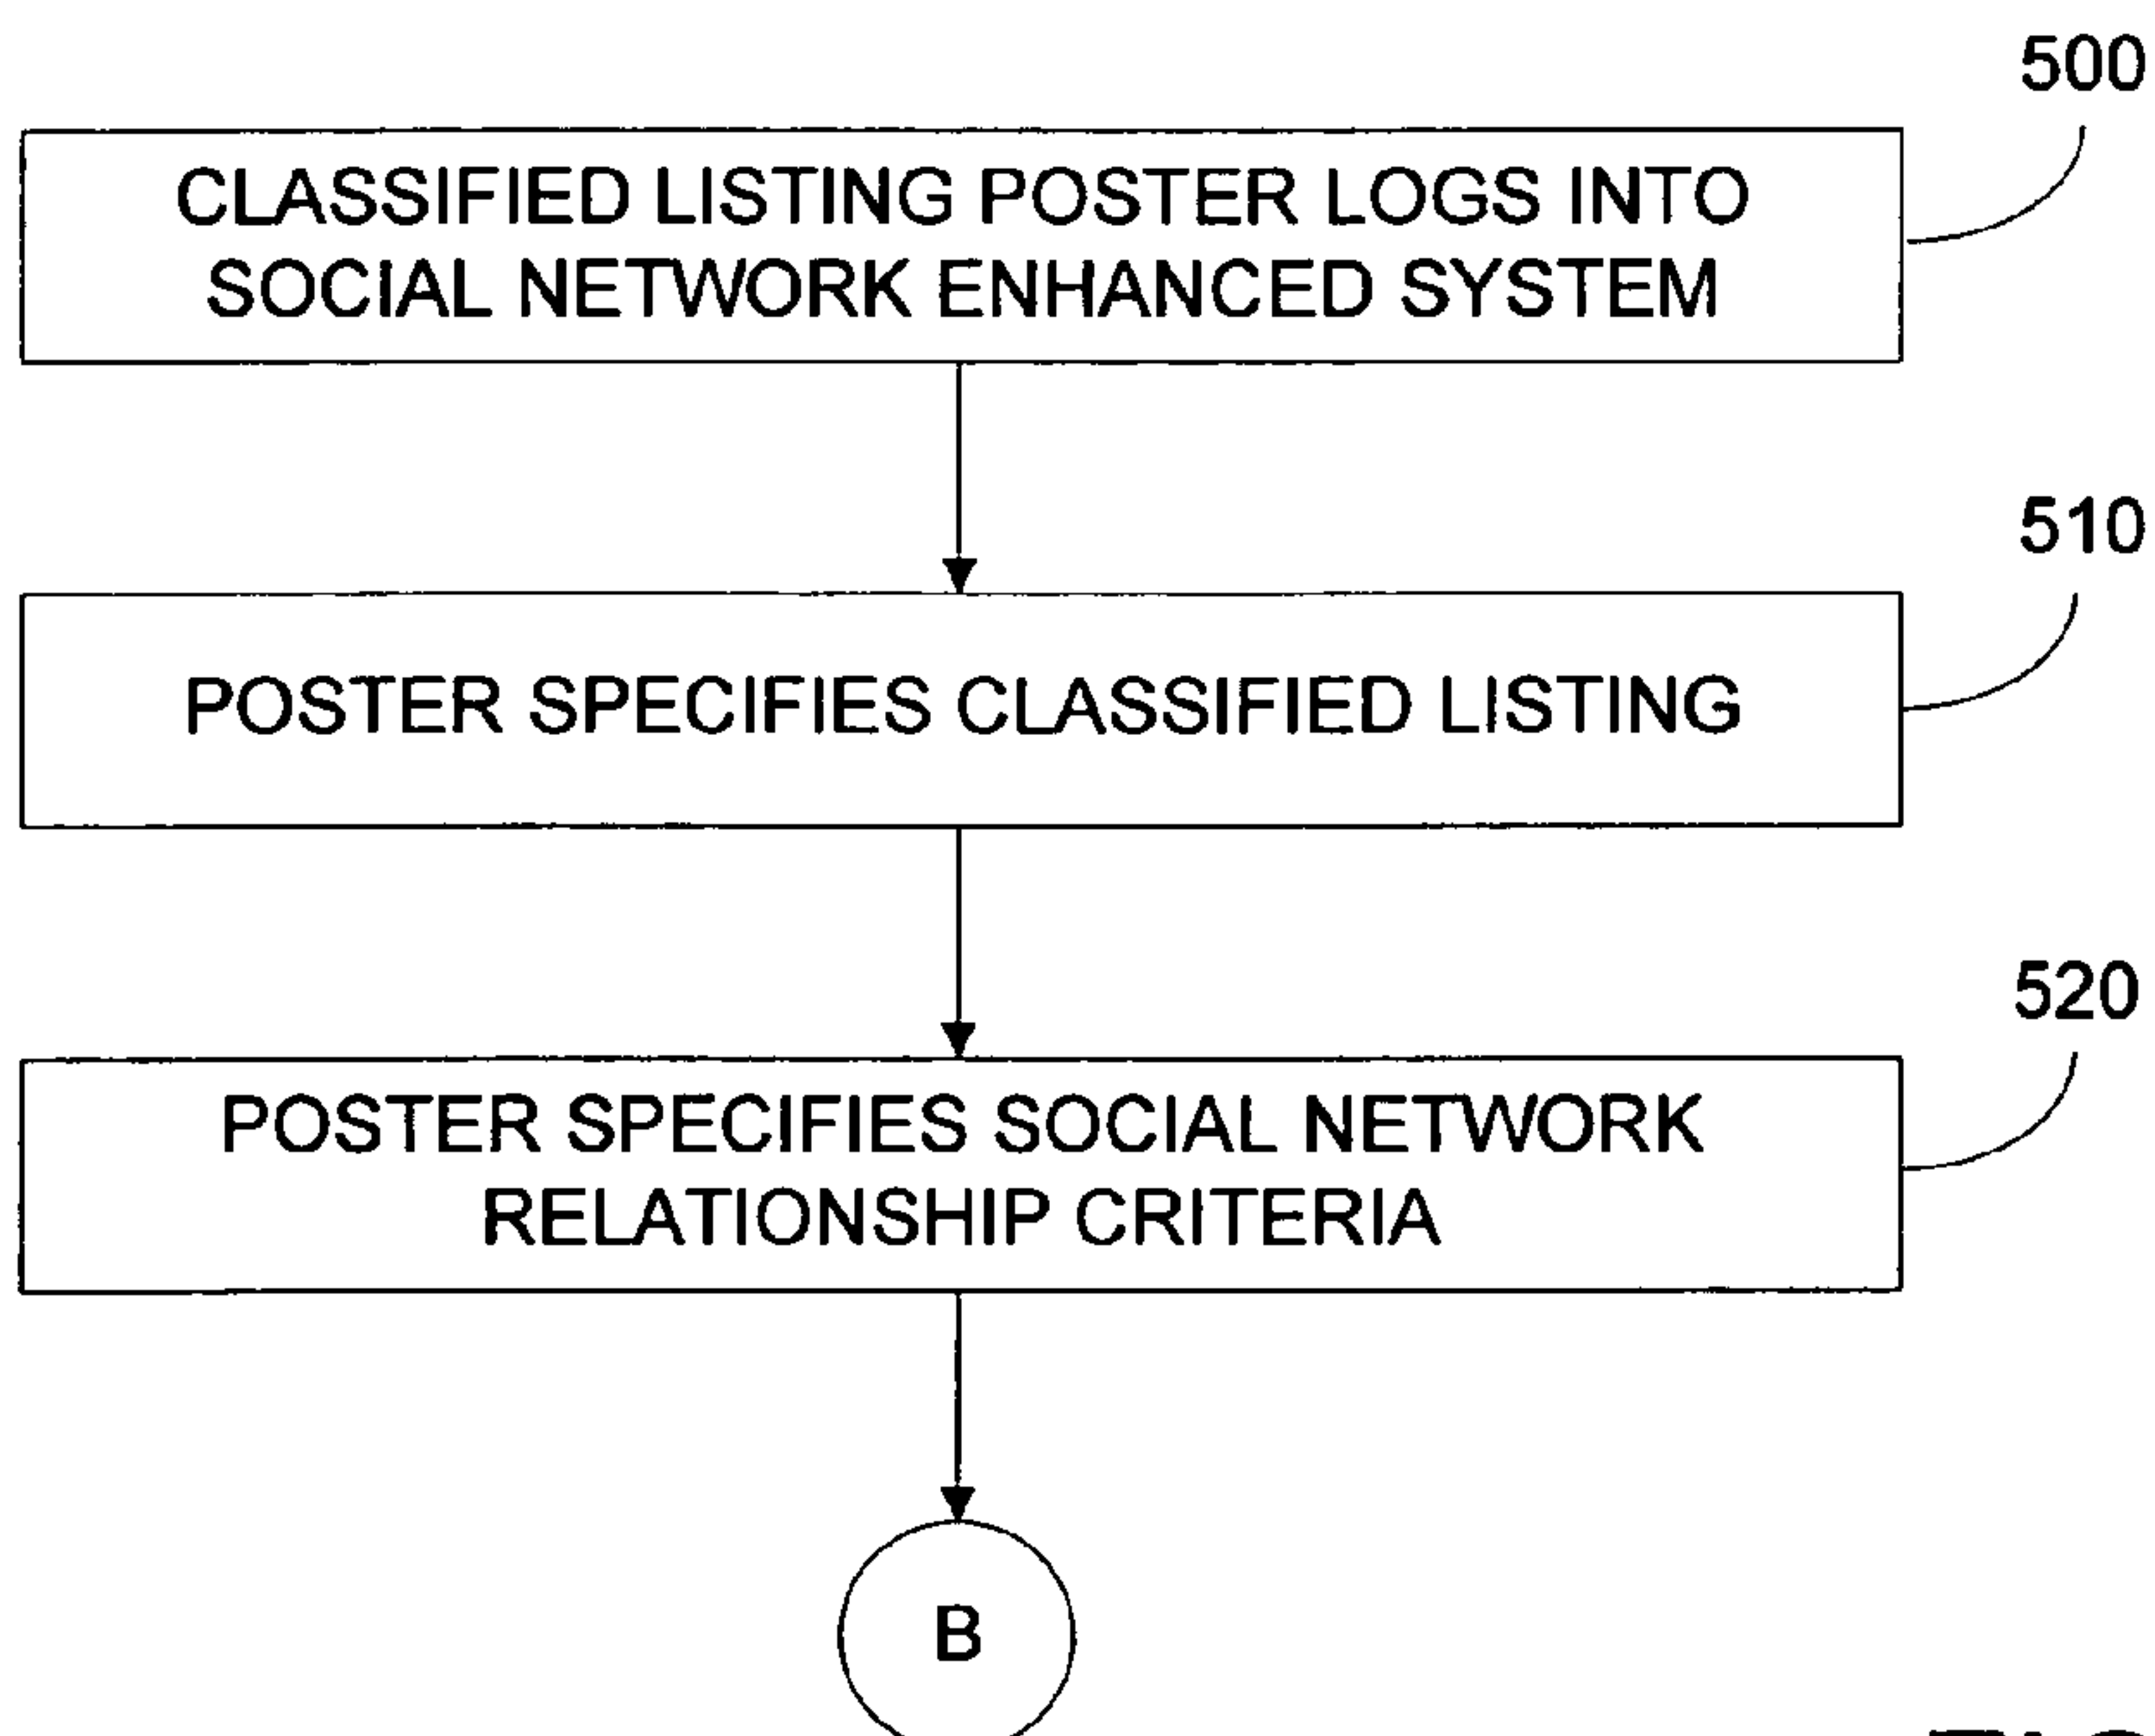 500
CLASSIFIED LISTING POSTER LOGS INTO
SOCIAL NETWORK ENHANCED SYSTEM
510
POSTER SPECIFIES CLASSIFIED LISTING
520
POSTER SPECIFIES SOCIAL NETWORK
RELATIONSHIP CRITERIA
B